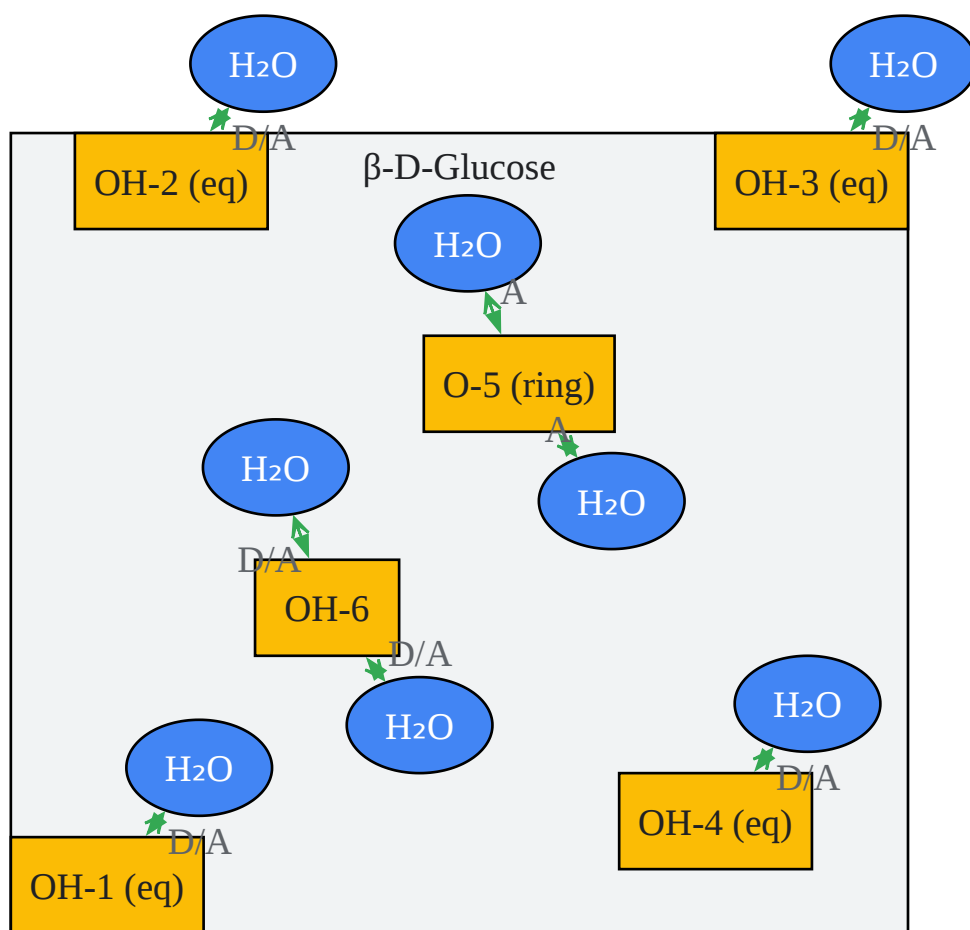 H₂O
H₂O
D/A
D/A
β-D-Glucose
OH-2 (eq)
OH-3 (eq)
H₂O
A
O-5 (ring)
A
H₂O
H₂O
D/A
OH-6
D/A
H₂O
H₂O
H₂O
D/A
OH-4 (eq)
D/A
OH-1 (eq)